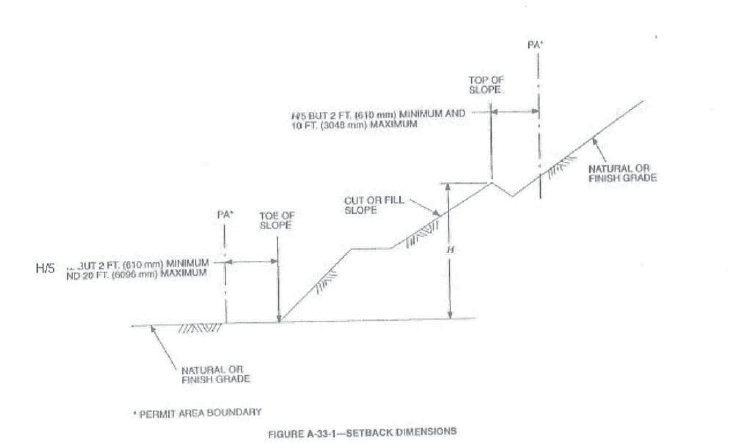 PA*
TOP OF
SLOPE
H/5 BUT 2 FT. (610 mm) MINIMUM AND
10 FT. (3048 mm) MAXIMUM
NATURAL OR
FINISH GRADE
CUT OR FILL
SLOPE
PA*
TOE OF
SLOPE
H
H/5 BUT 2 FT. (610 mm) MINIMUM
ND 20 FT. (6096 mm) MAXIMUM
NATURAL OR
FINISH GRADE
* PERMIT AREA BOUNDARY
FIGURE A-33-1—SETBACK DIMENSIONS